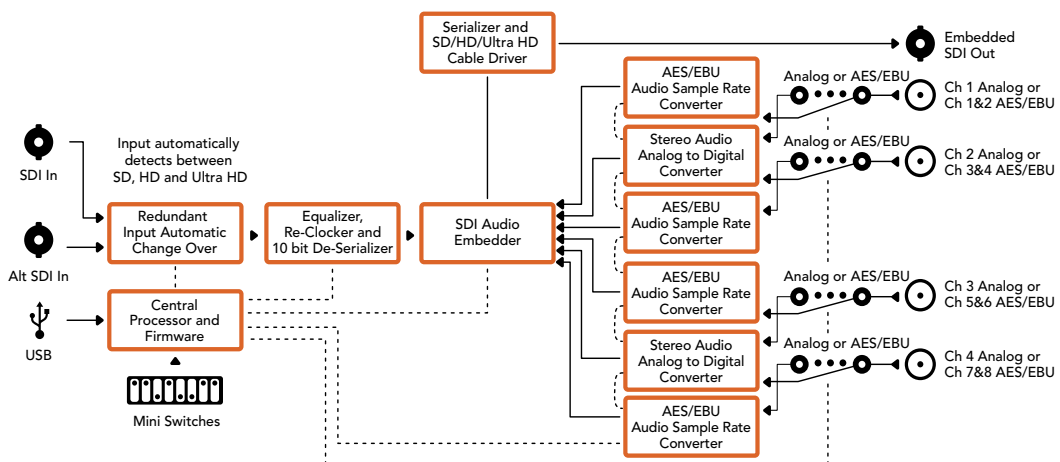 Serializer and
SD/HD/Ultra HD
Cable Driver
Embedded
SDI Out
AES/EBU
Audio Sample Rate
Converter
Analog or AES/EBU
Ch 1 Analog or
Ch 1&2 AES/EBU
Input automatically
detects between
SD, HD and Ultra HD
SDI In
Stereo Audio
Analog to Digital
Converter
Analog or AES/EBU
Ch 2 Analog or
Ch 3&4 AES/EBU
Redundant
Input Automatic
Change Over
Equalizer,
Re-Clocker and
10 bit De-Serializer
SDI Audio
Embedder
AES/EBU
Audio Sample Rate
Converter
Alt SDI In
AES/EBU
Audio Sample Rate
Converter
Analog or AES/EBU
Ch 3 Analog or
Ch 5&6 AES/EBU
Central
Processor and
Firmware
USB
Stereo Audio
Analog to Digital
Converter
Analog or AES/EBU
Ch 4 Analog or
Ch 7&8 AES/EBU
Mini Switches
AES/EBU
Audio Sample Rate
Converter